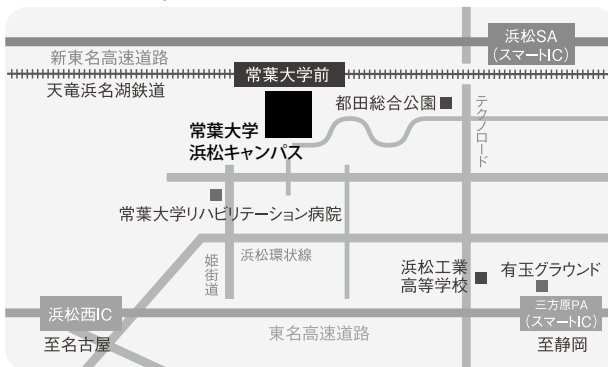 浜松SA
(スマートIC)
新東名高速道路
常葉大学前
天竜浜名湖鉄道
都田総合公園
テクノロード
常葉大学
浜松キャンパス
常葉大学リハビリテーション病院
姫街道
浜松環状線
浜松工業
高等学校
有玉グラウンド
浜松西IC
三方原PA
(スマートIC)
東名高速道路
至名古屋
至静岡